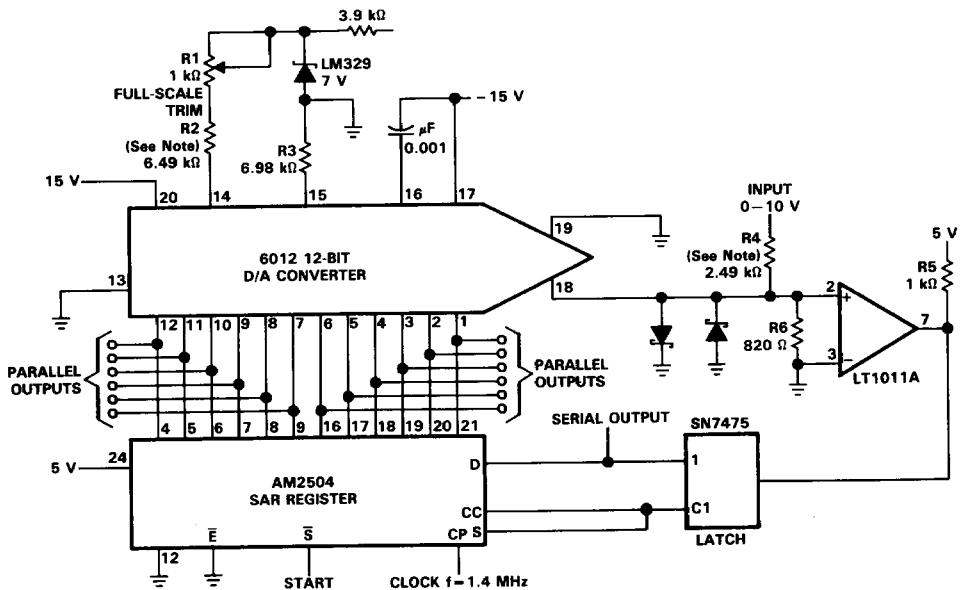 3.9 kΩ
R1
1 kΩ
FULL-SCALE
TRIM
LM329
7 V
R2
(See Note)
6.49 kΩ
R3
6.98 kΩ
μF
0.001
−15 V
15 V
20
14
15
16
17
INPUT
0−10 V
R4
(See Note)
2.49 kΩ
5 V
R5
1 kΩ
6012 12-BIT
D/A CONVERTER
19
18
13
2
+
7
R6
820 Ω
3
−
LT1011A
12
11
10
9
8
7
6
5
4
3
2
1
PARALLEL
OUTPUTS
PARALLEL
OUTPUTS
4
5
6
7
8
9
16
17
18
19
20
21
SERIAL OUTPUT
SN7475
5 V
24
AM2504
SAR REGISTER
D
1
CC
C1
S
CP
LATCH
12
E̅
S̅
START
CLOCK f=1.4 MHz